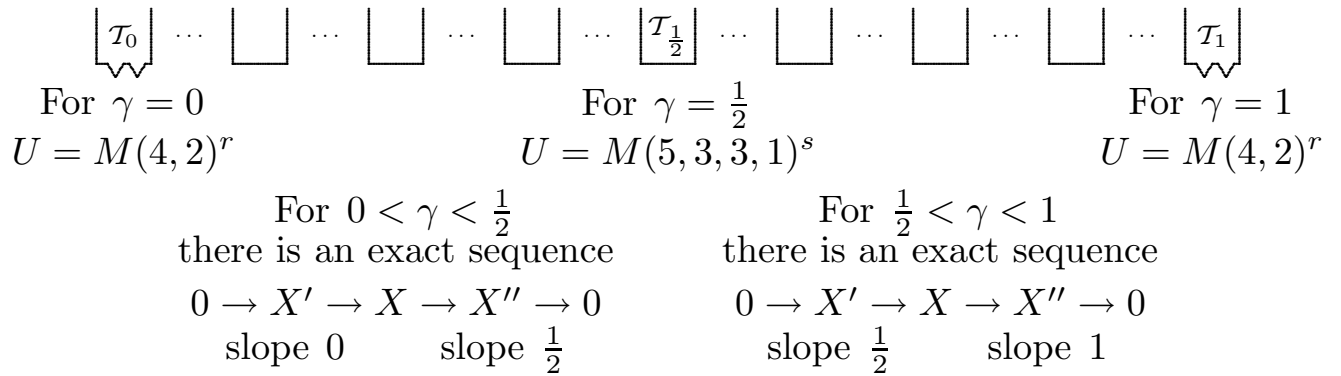 𝒯₀ ⋯ ⋯ ⋯ ⋯ 𝒯_{1/2} ⋯ ⋯ ⋯ ⋯ 𝒯₁
For γ = 0 For γ = 1/2 For γ = 1
U = M(4, 2)^r U = M(5, 3, 3, 1)^s U = M(4, 2)^r
For 0 < γ < 1/2 For 1/2 < γ < 1
there is an exact sequence there is an exact sequence
0 → X′ → X → X″ → 0 0 → X′ → X → X″ → 0
slope 0 slope 1/2 slope 1/2 slope 1